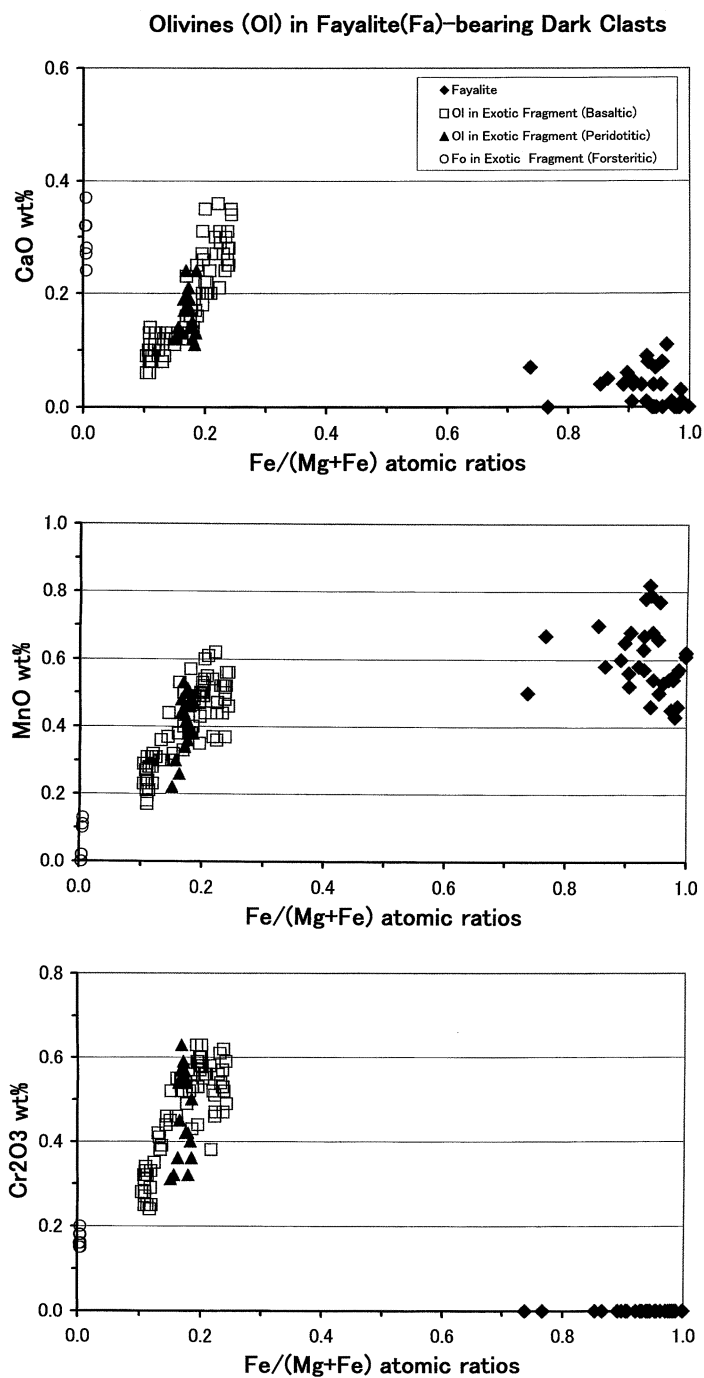 Olivines (Ol) in Fayalite(Fa)-bearing Dark Clasts
0.6
◆Fayalite
□Ol in Exotic Fragment (Basaltic)
▲Ol in Exotic Fragment (Peridotitic)
○Fo in Exotic Fragment (Forsteritic)
0.4
CaO wt%
0.2
0.0
0.0 0.2 0.4 0.6 0.8 1.0
Fe/(Mg+Fe) atomic ratios
1.0
0.8
0.6
MnO wt%
0.4
0.2
0.0
0.0 0.2 0.4 0.6 0.8 1.0
Fe/(Mg+Fe) atomic ratios
0.8
0.6
Cr2O3 wt%
0.4
0.2
0.0
0.0 0.2 0.4 0.6 0.8 1.0
Fe/(Mg+Fe) atomic ratios